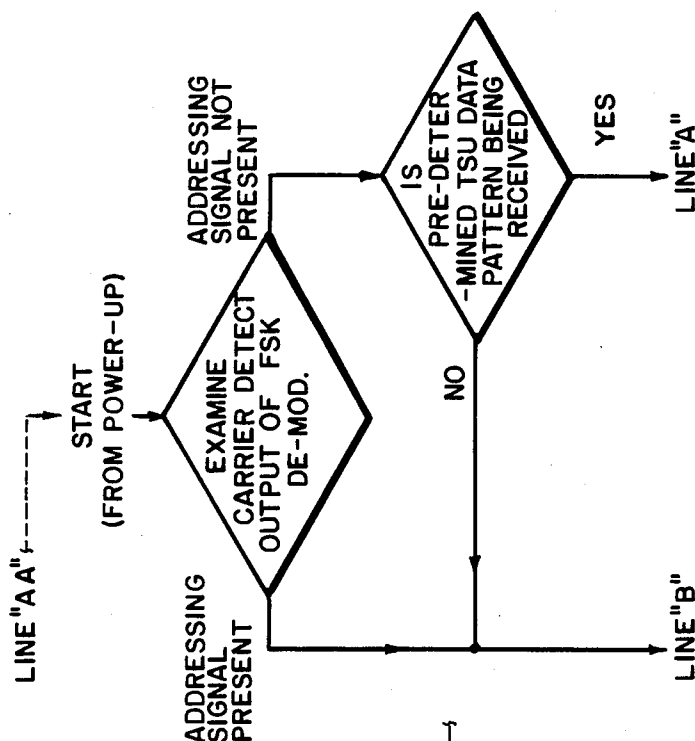 LINE"AA"
START
(FROM POWER-UP)
EXAMINE
CARRIER DETECT
OUTPUT OF FSK
DE-MOD.
ADDRESSING
SIGNAL
PRESENT
ADDRESSING
SIGNAL NOT
PRESENT
IS
PRE-DETER
-MINED TSU DATA
PATTERN BEING
RECEIVED
NO
YES
LINE"B"
LINE"A"